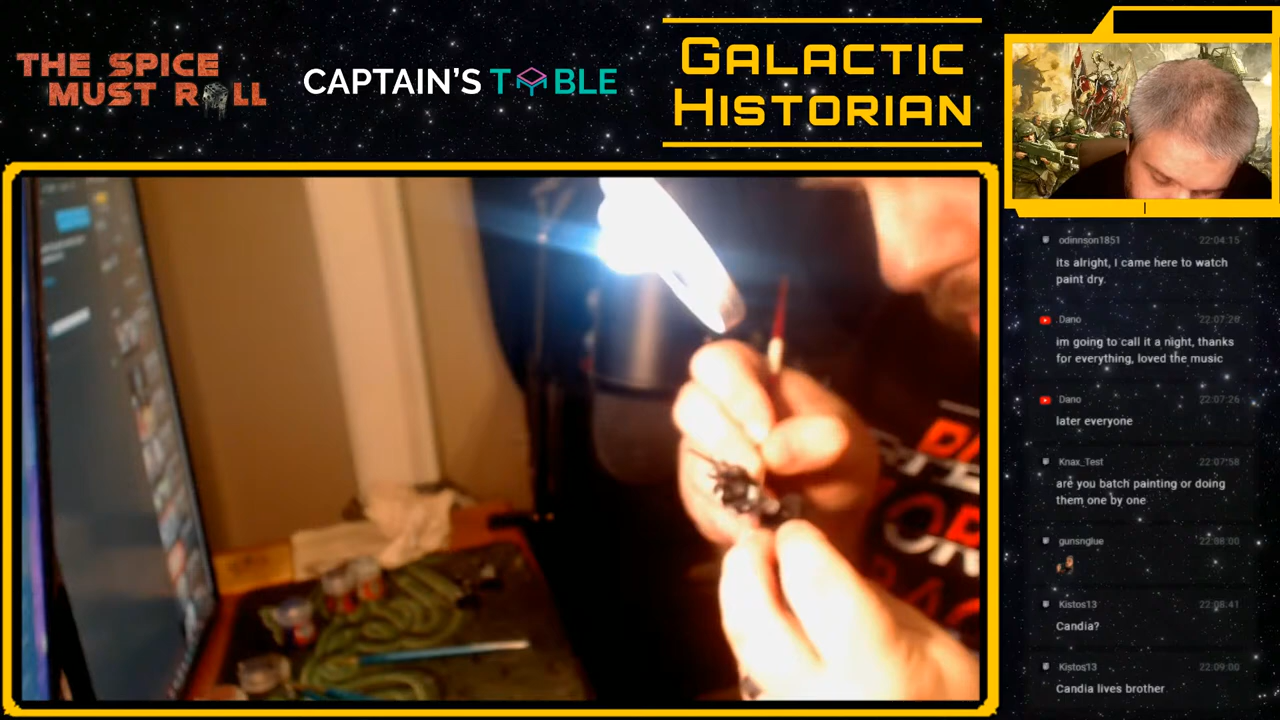 THE SPICE
MUST ROLL
CAPTAIN'S TABLE
GALACTIC
HISTORIAN
odinnson1851 22:04:15
its alright, I came here to watch
paint dry.
Dano 22:07:20
im going to call it a night, thanks
for everything, loved the music
Dano 22:07:26
later everyone
Knax_Test 22:07:58
are you batch painting or doing
them one by one
gunsnglue 22:08:00
Kistos13 22:08:41
Candia?
Kistos13 22:09:00
Candia lives brother